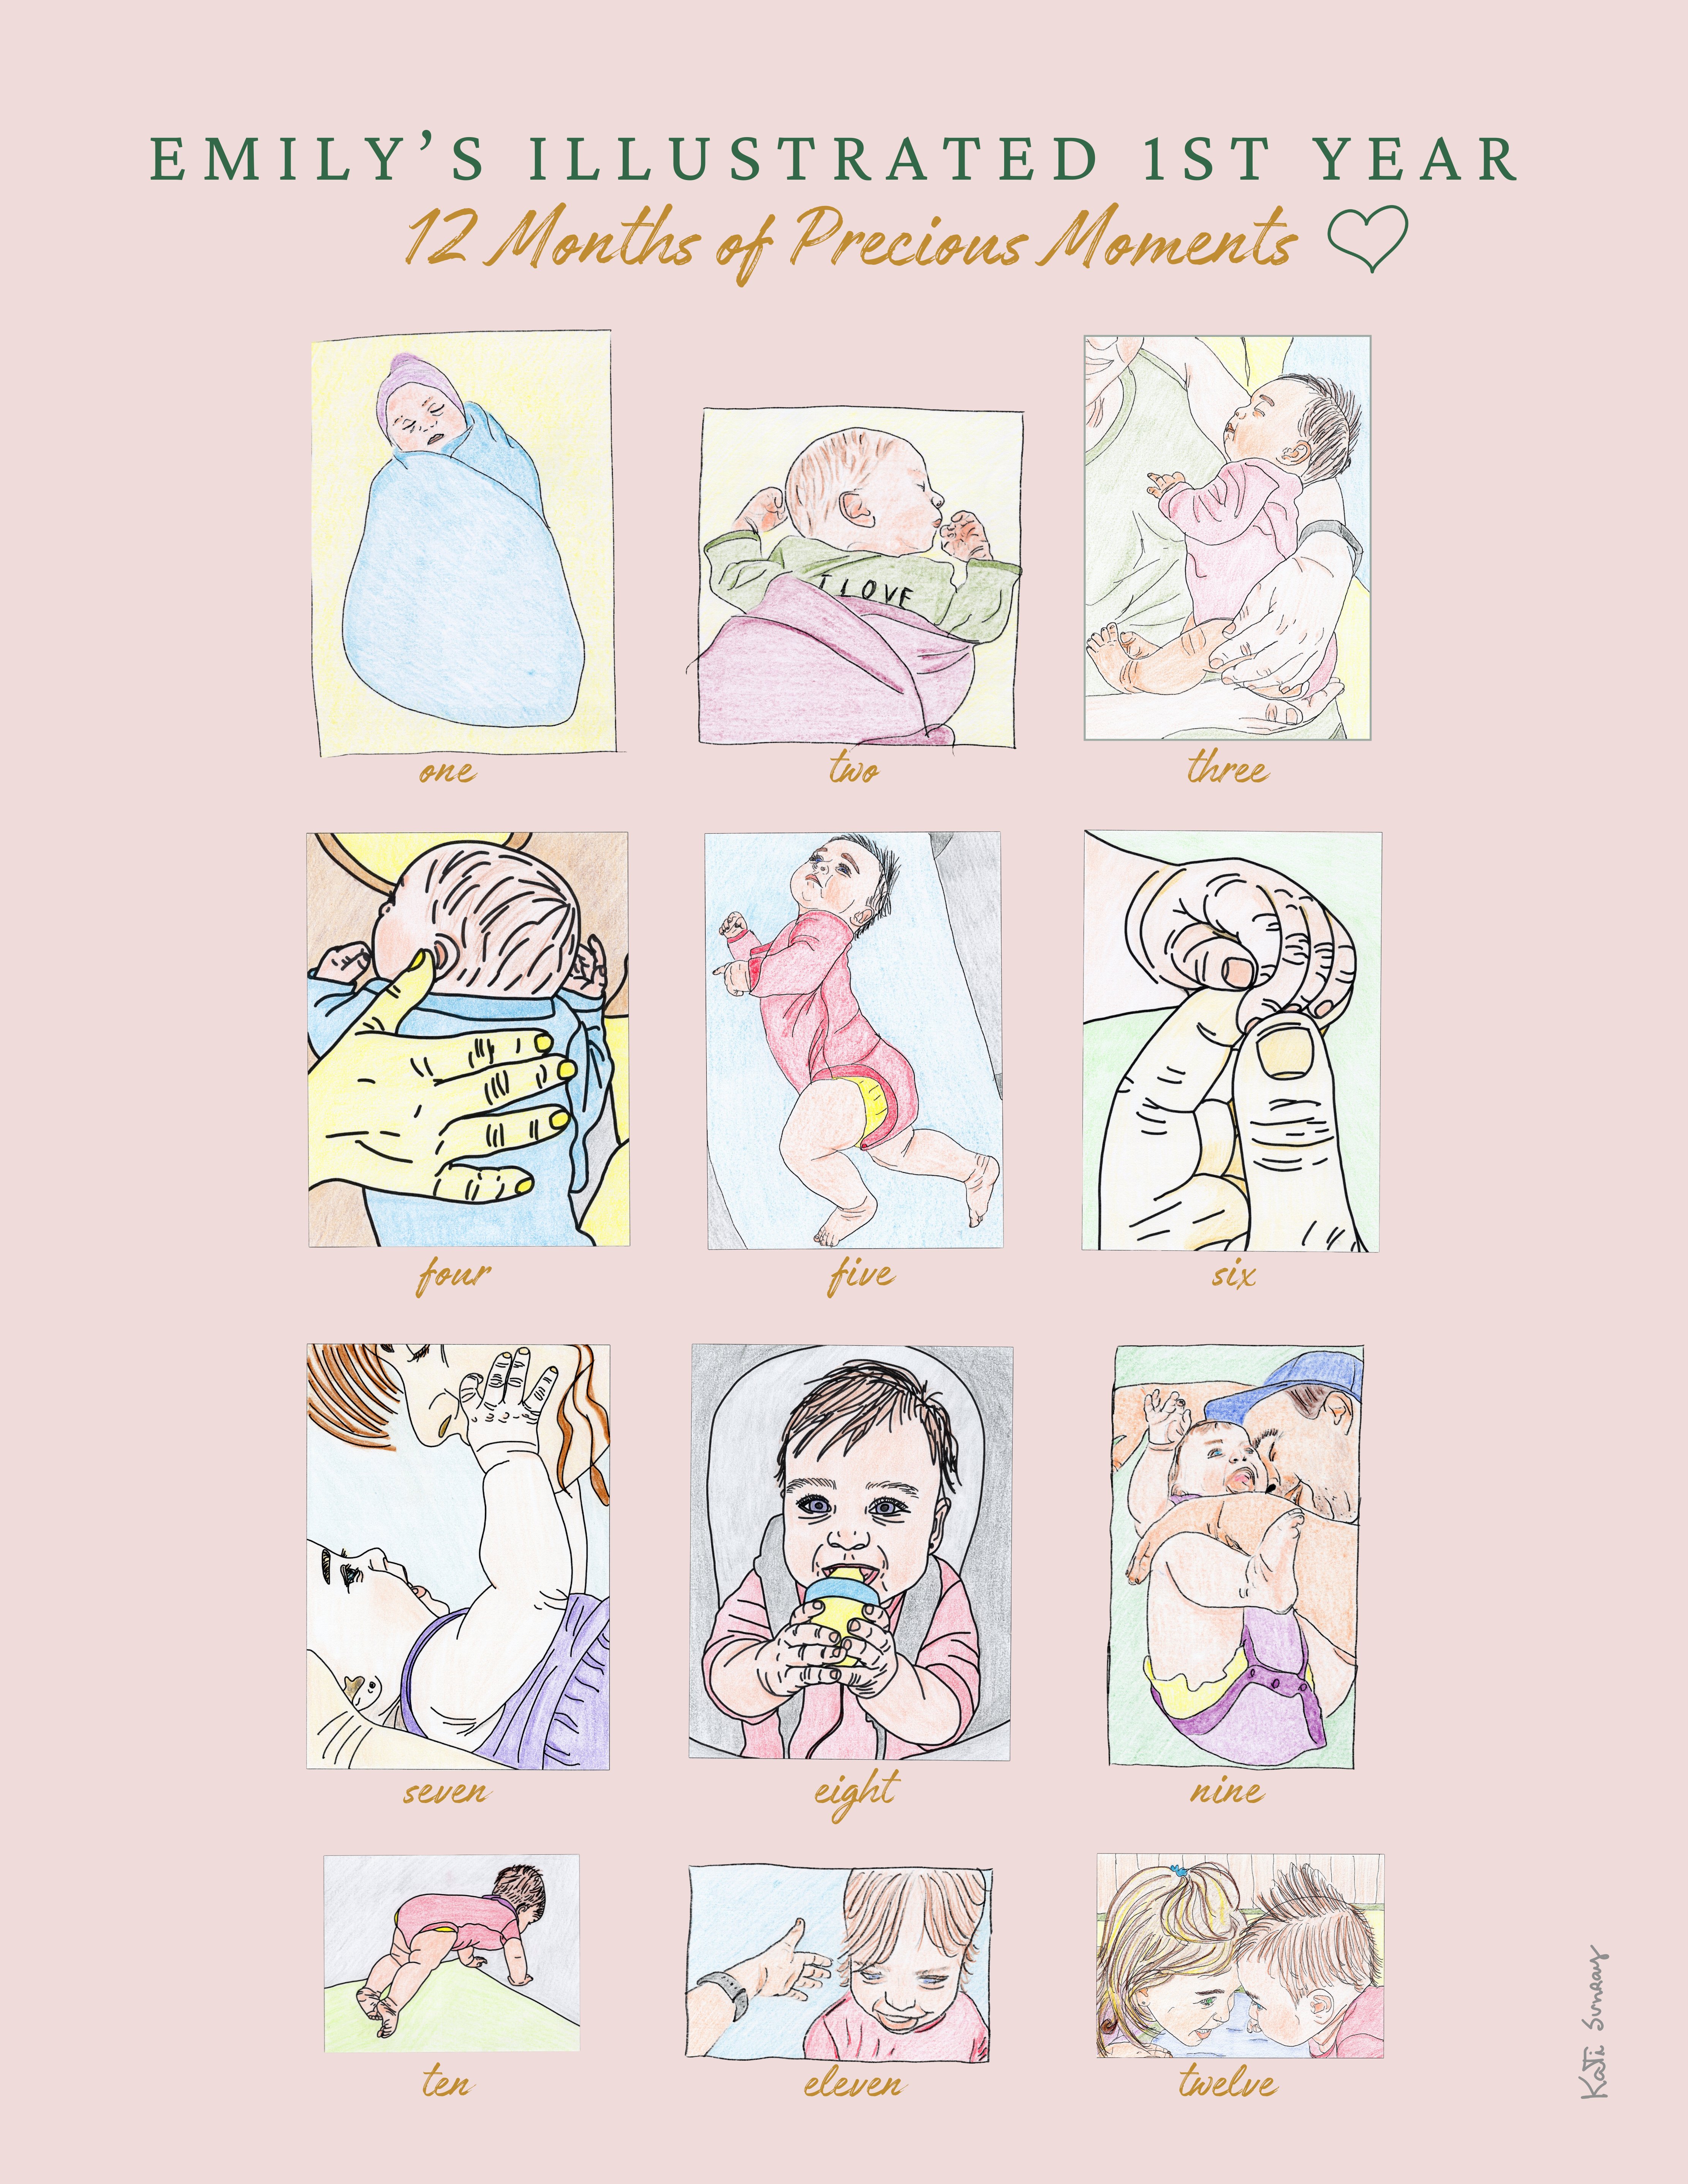 EMILY’S ILLUSTRATED 1ST YEAR
12 Months of Precious Moments
I LOVE
one
two
three
four
five
six
seven
eight
nine
ten
eleven
twelve